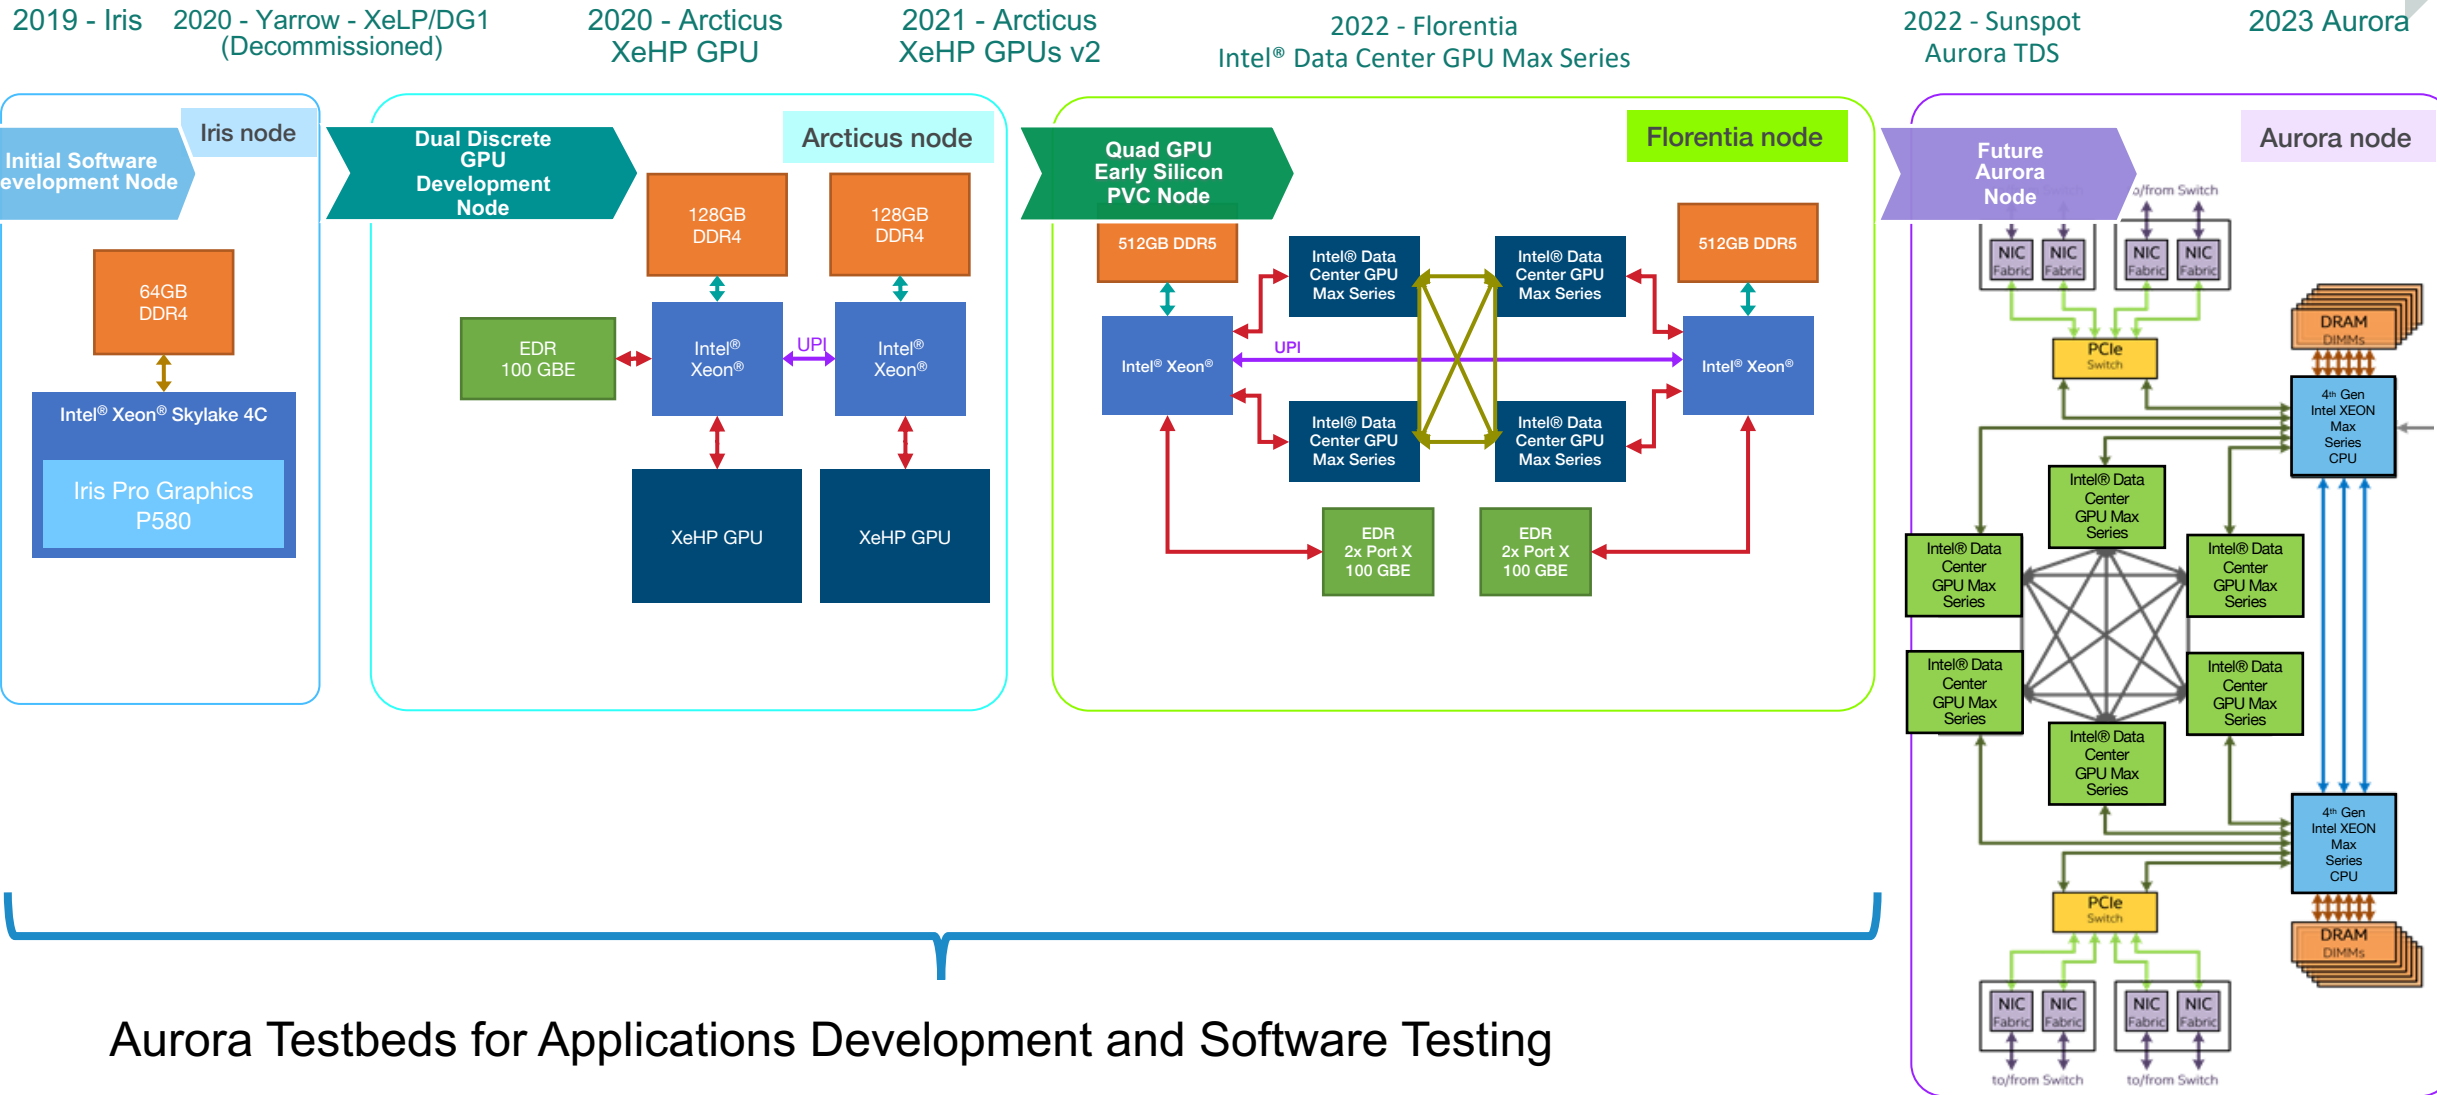 2019 - Iris
2020 - Yarrow - XeLP/DG1
(Decommissioned)
2020 - Arcticus
XeHP GPU
2021 - Arcticus
XeHP GPUs v2
2022 - Florentia
Intel® Data Center GPU Max Series
2022 - Sunspot
Aurora TDS
2023 Aurora
Initial Software
evelopment Node
Iris node
64GB
DDR4
Intel® Xeon® Skylake 4C
Iris Pro Graphics
P580
Dual Discrete
GPU
Development
Node
Arcticus node
128GB
DDR4
128GB
DDR4
EDR
100 GBE
Intel®
Xeon®
UPI
Intel®
Xeon®
XeHP GPU
XeHP GPU
Quad GPU
Early Silicon
PVC Node
Florentia node
512GB DDR5
512GB DDR5
Intel® Data
Center GPU
Max Series
Intel® Data
Center GPU
Max Series
Intel® Xeon®
UPI
Intel® Xeon®
Intel® Data
Center GPU
Max Series
Intel® Data
Center GPU
Max Series
EDR
2x Port X
100 GBE
EDR
2x Port X
100 GBE
Future
Aurora
Node
Aurora node
o/from Switch
NIC
Fabric
NIC
Fabric
NIC
Fabric
NIC
Fabric
PCIe
Switch
DRAM
DIMMs
4th Gen
Intel XEON
Max
Series
CPU
Intel® Data
Center
GPU Max
Series
Intel® Data
Center
GPU Max
Series
Intel® Data
Center
GPU Max
Series
Intel® Data
Center
GPU Max
Series
Intel® Data
Center
GPU Max
Series
Intel® Data
Center
GPU Max
Series
4th Gen
Intel XEON
Max
Series
CPU
PCIe
Switch
DRAM
DIMMs
NIC
Fabric
NIC
Fabric
NIC
Fabric
NIC
Fabric
to/from Switch
to/from Switch
Aurora Testbeds for Applications Development and Software Testing